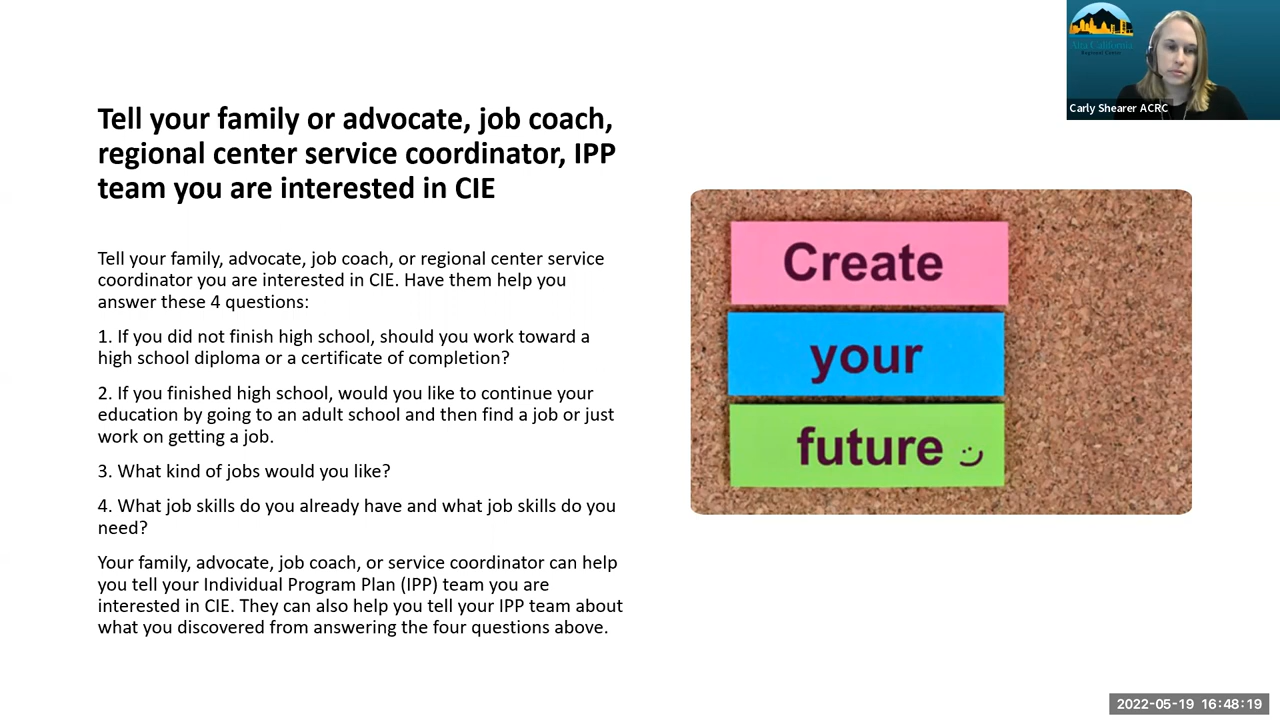 Alta California
Regional Center
Carly Shearer ACRC
Tell your family or advocate, job coach,
regional center service coordinator, IPP
team you are interested in CIE
Tell your family, advocate, job coach, or regional center service
coordinator you are interested in CIE. Have them help you
answer these 4 questions:
1. If you did not finish high school, should you work toward a
high school diploma or a certificate of completion?
2. If you finished high school, would you like to continue your
education by going to an adult school and then find a job or just
work on getting a job.
3. What kind of jobs would you like?
4. What job skills do you already have and what job skills do you
need?
Your family, advocate, job coach, or service coordinator can help
you tell your Individual Program Plan (IPP) team you are
interested in CIE. They can also help you tell your IPP team about
what you discovered from answering the four questions above.
Create
your
future
2022-05-19 16:48:19